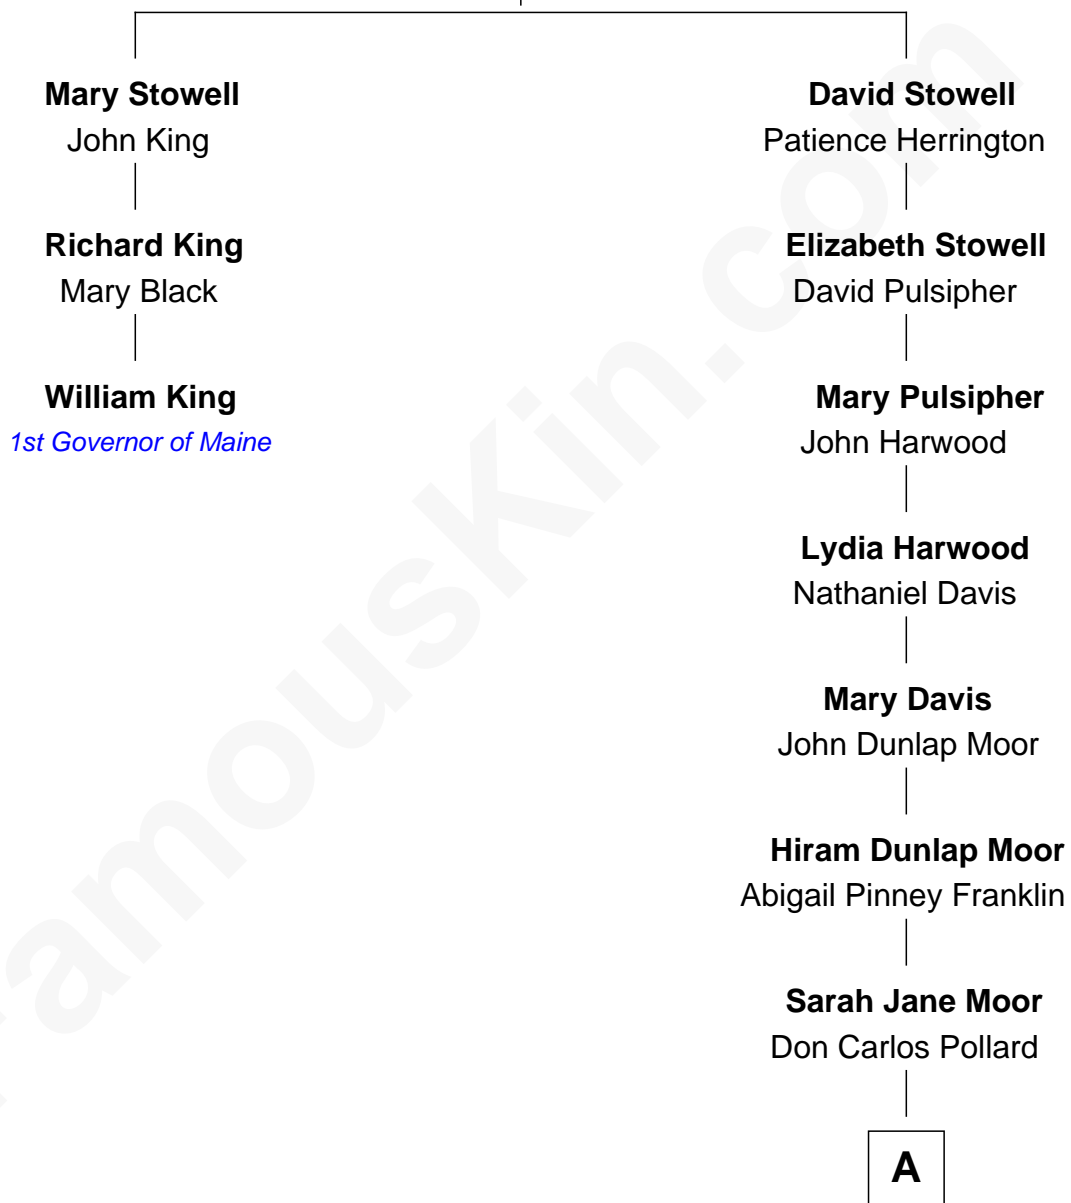 Mary Stowell
John King
Richard King
Mary Black
William King
1st Governor of Maine
David Stowell
Patience Herrington
Elizabeth Stowell
David Pulsipher
Mary Pulsipher
John Harwood
Lydia Harwood
Nathaniel Davis
Mary Davis
John Dunlap Moor
Hiram Dunlap Moor
Abigail Pinney Franklin
Sarah Jane Moor
Don Carlos Pollard
A
FamousKin.com